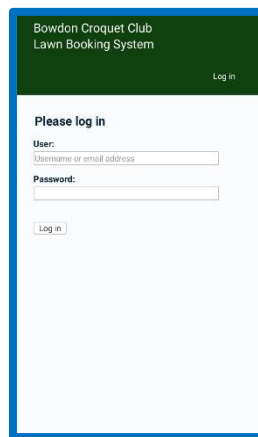 Bowdon Croquet Club
Lawn Booking System
Log in
Please log in
User:
Username or email address
Password:
Log in